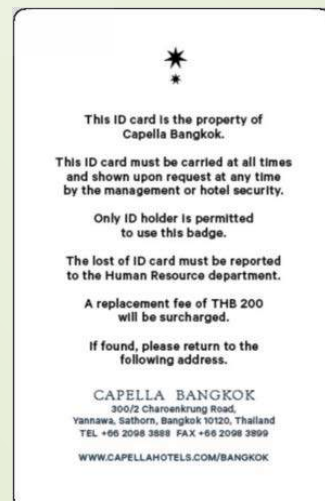 This ID card is the property of
Capella Bangkok.
This ID card must be carried at all times
and shown upon request at any time
by the management or hotel security.
Only ID holder is permitted
to use this badge.
The lost of ID card must be reported
to the Human Resource department.
A replacement fee of THB 200
will be surcharged.
If found, please return to the
following address.
CAPELLA BANGKOK
300/2 Charoenkrung Road,
Yannawa, Sathorn, Bangkok 10120, Thailand
TEL +66 2098 3888 FAX +66 2098 3899
WWW.CAPELLAHOTELS.COM/BANGKOK